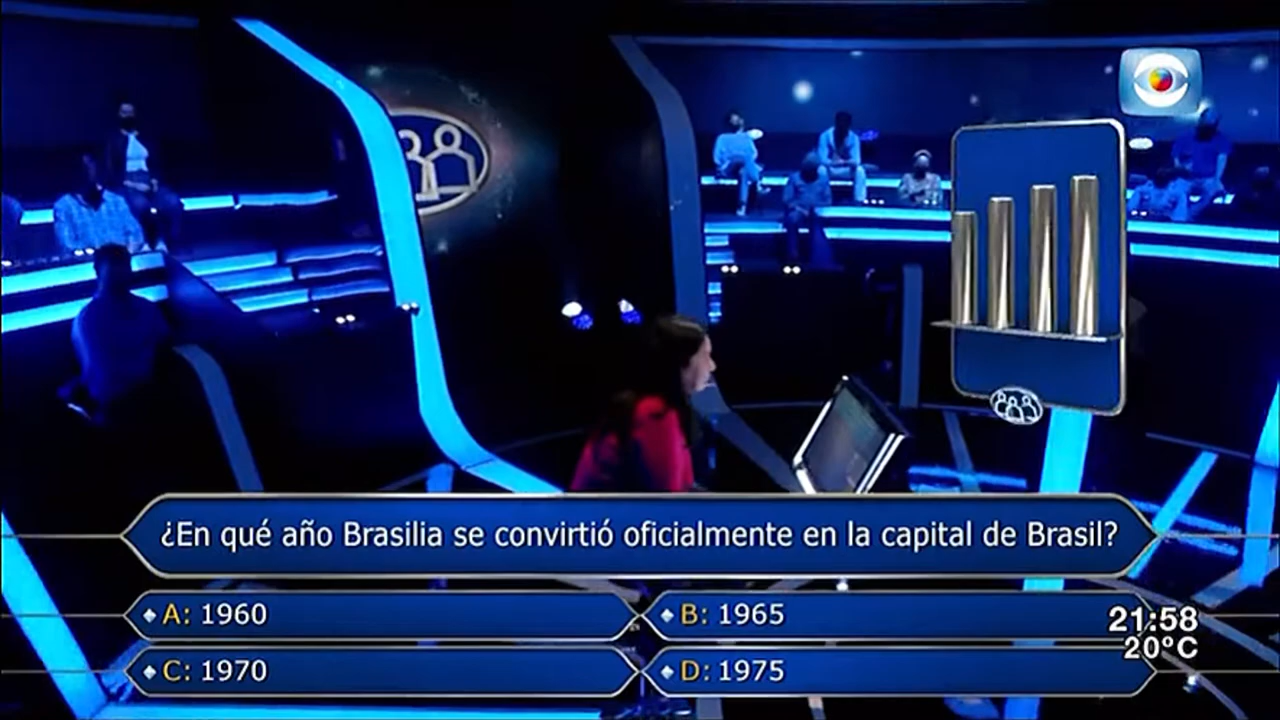 ¿En qué año Brasilia se convirtió oficialmente en la capital de Brasil?
A: 1960
B: 1965
C: 1970
D: 1975
21:58
20°C